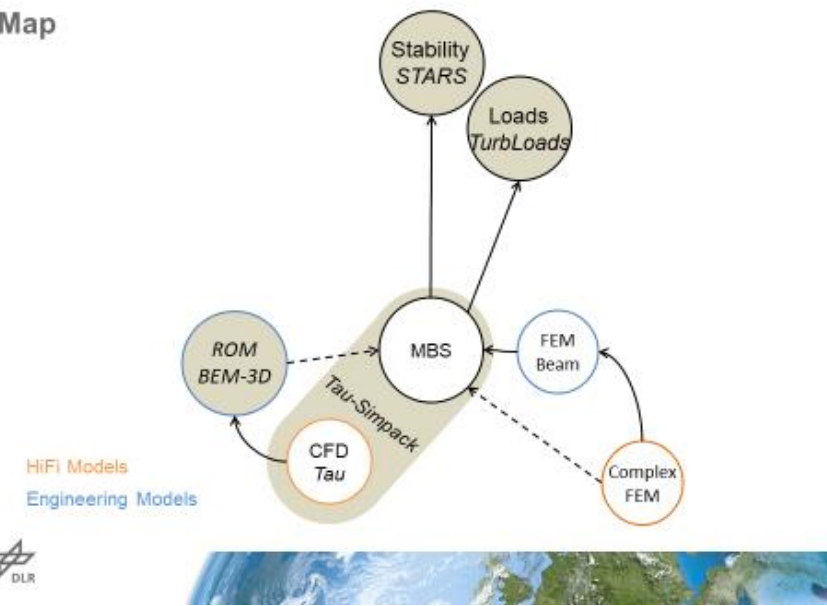 Map
Stability
STARS
Loads
TurbLoads
ROM
BEM-3D
MBS
FEM
Beam
Tau-Simpack
CFD
Tau
Complex
FEM
HiFi Models
Engineering Models
DLR